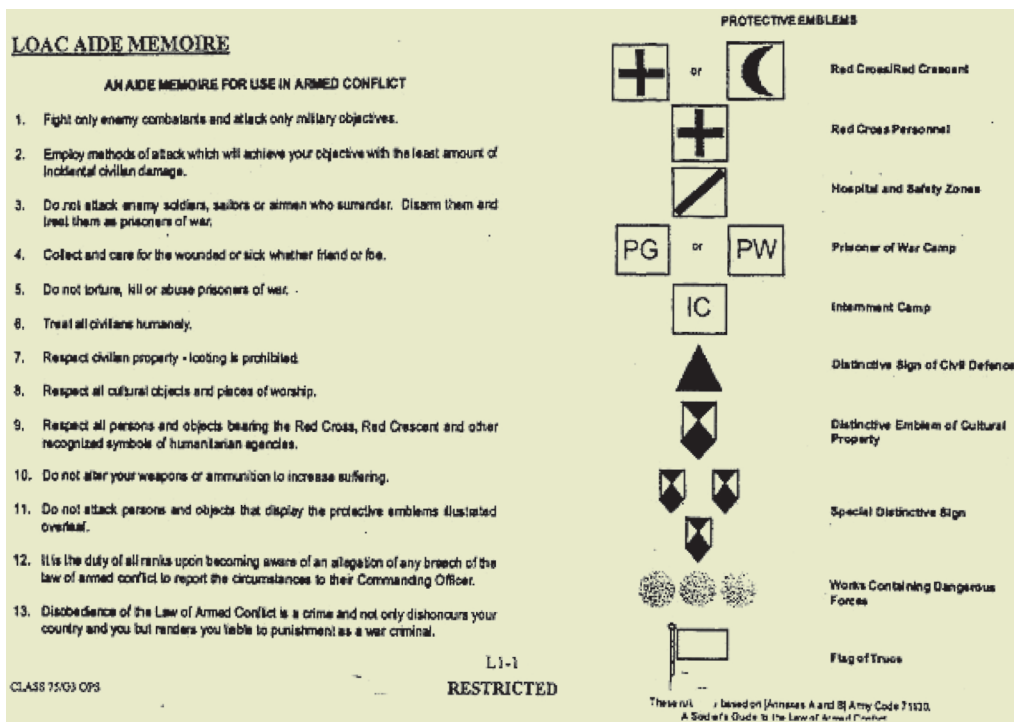 LOAC AIDE MEMOIRE
AN AIDE MEMOIRE FOR USE IN ARMED CONFLICT
1. Fight only enemy combatants and attack only military objectives.
2. Employ methods of attack which will achieve your objective with the least amount of
incidental civilian damage.
3. Do not attack enemy soldiers, sailors or airmen who surrender. Disarm them and
treat them as prisoners of war.
4. Collect and care for the wounded or sick whether friend or foe.
5. Do not torture, kill or abuse prisoners of war.
6. Treat all civilians humanely.
7. Respect civilian property - looting is prohibited.
8. Respect all cultural objects and places of worship.
9. Respect all persons and objects bearing the Red Cross, Red Crescent and other
recognized symbols of humanitarian agencies.
10. Do not alter your weapons or ammunition to increase suffering.
11. Do not attack persons and objects that display the protective emblems illustrated
overleaf.
12. It is the duty of all ranks upon becoming aware of an allegation of any breach of the
law of armed conflict to report the circumstances to their Commanding Officer.
13. Disobedience of the Law of Armed Conflict is a crime and not only dishonours your
country and you but renders you liable to punishment as a war criminal.
CLASS 75/G3 OPS
L1-1
RESTRICTED
PROTECTIVE EMBLEMS
or
Red Cross/Red Crescent
Red Cross Personnel
Hospital and Safety Zones
PG or PW
Prisoner of War Camp
IC
Internment Camp
Distinctive Sign of Civil Defence
Distinctive Emblem of Cultural
Property
Special Distinctive Sign
Works Containing Dangerous
Forces
Flag of Truce
based on [Annexes A and B] Army Code
A Soldier's Guide to the Law of Armed Conflict